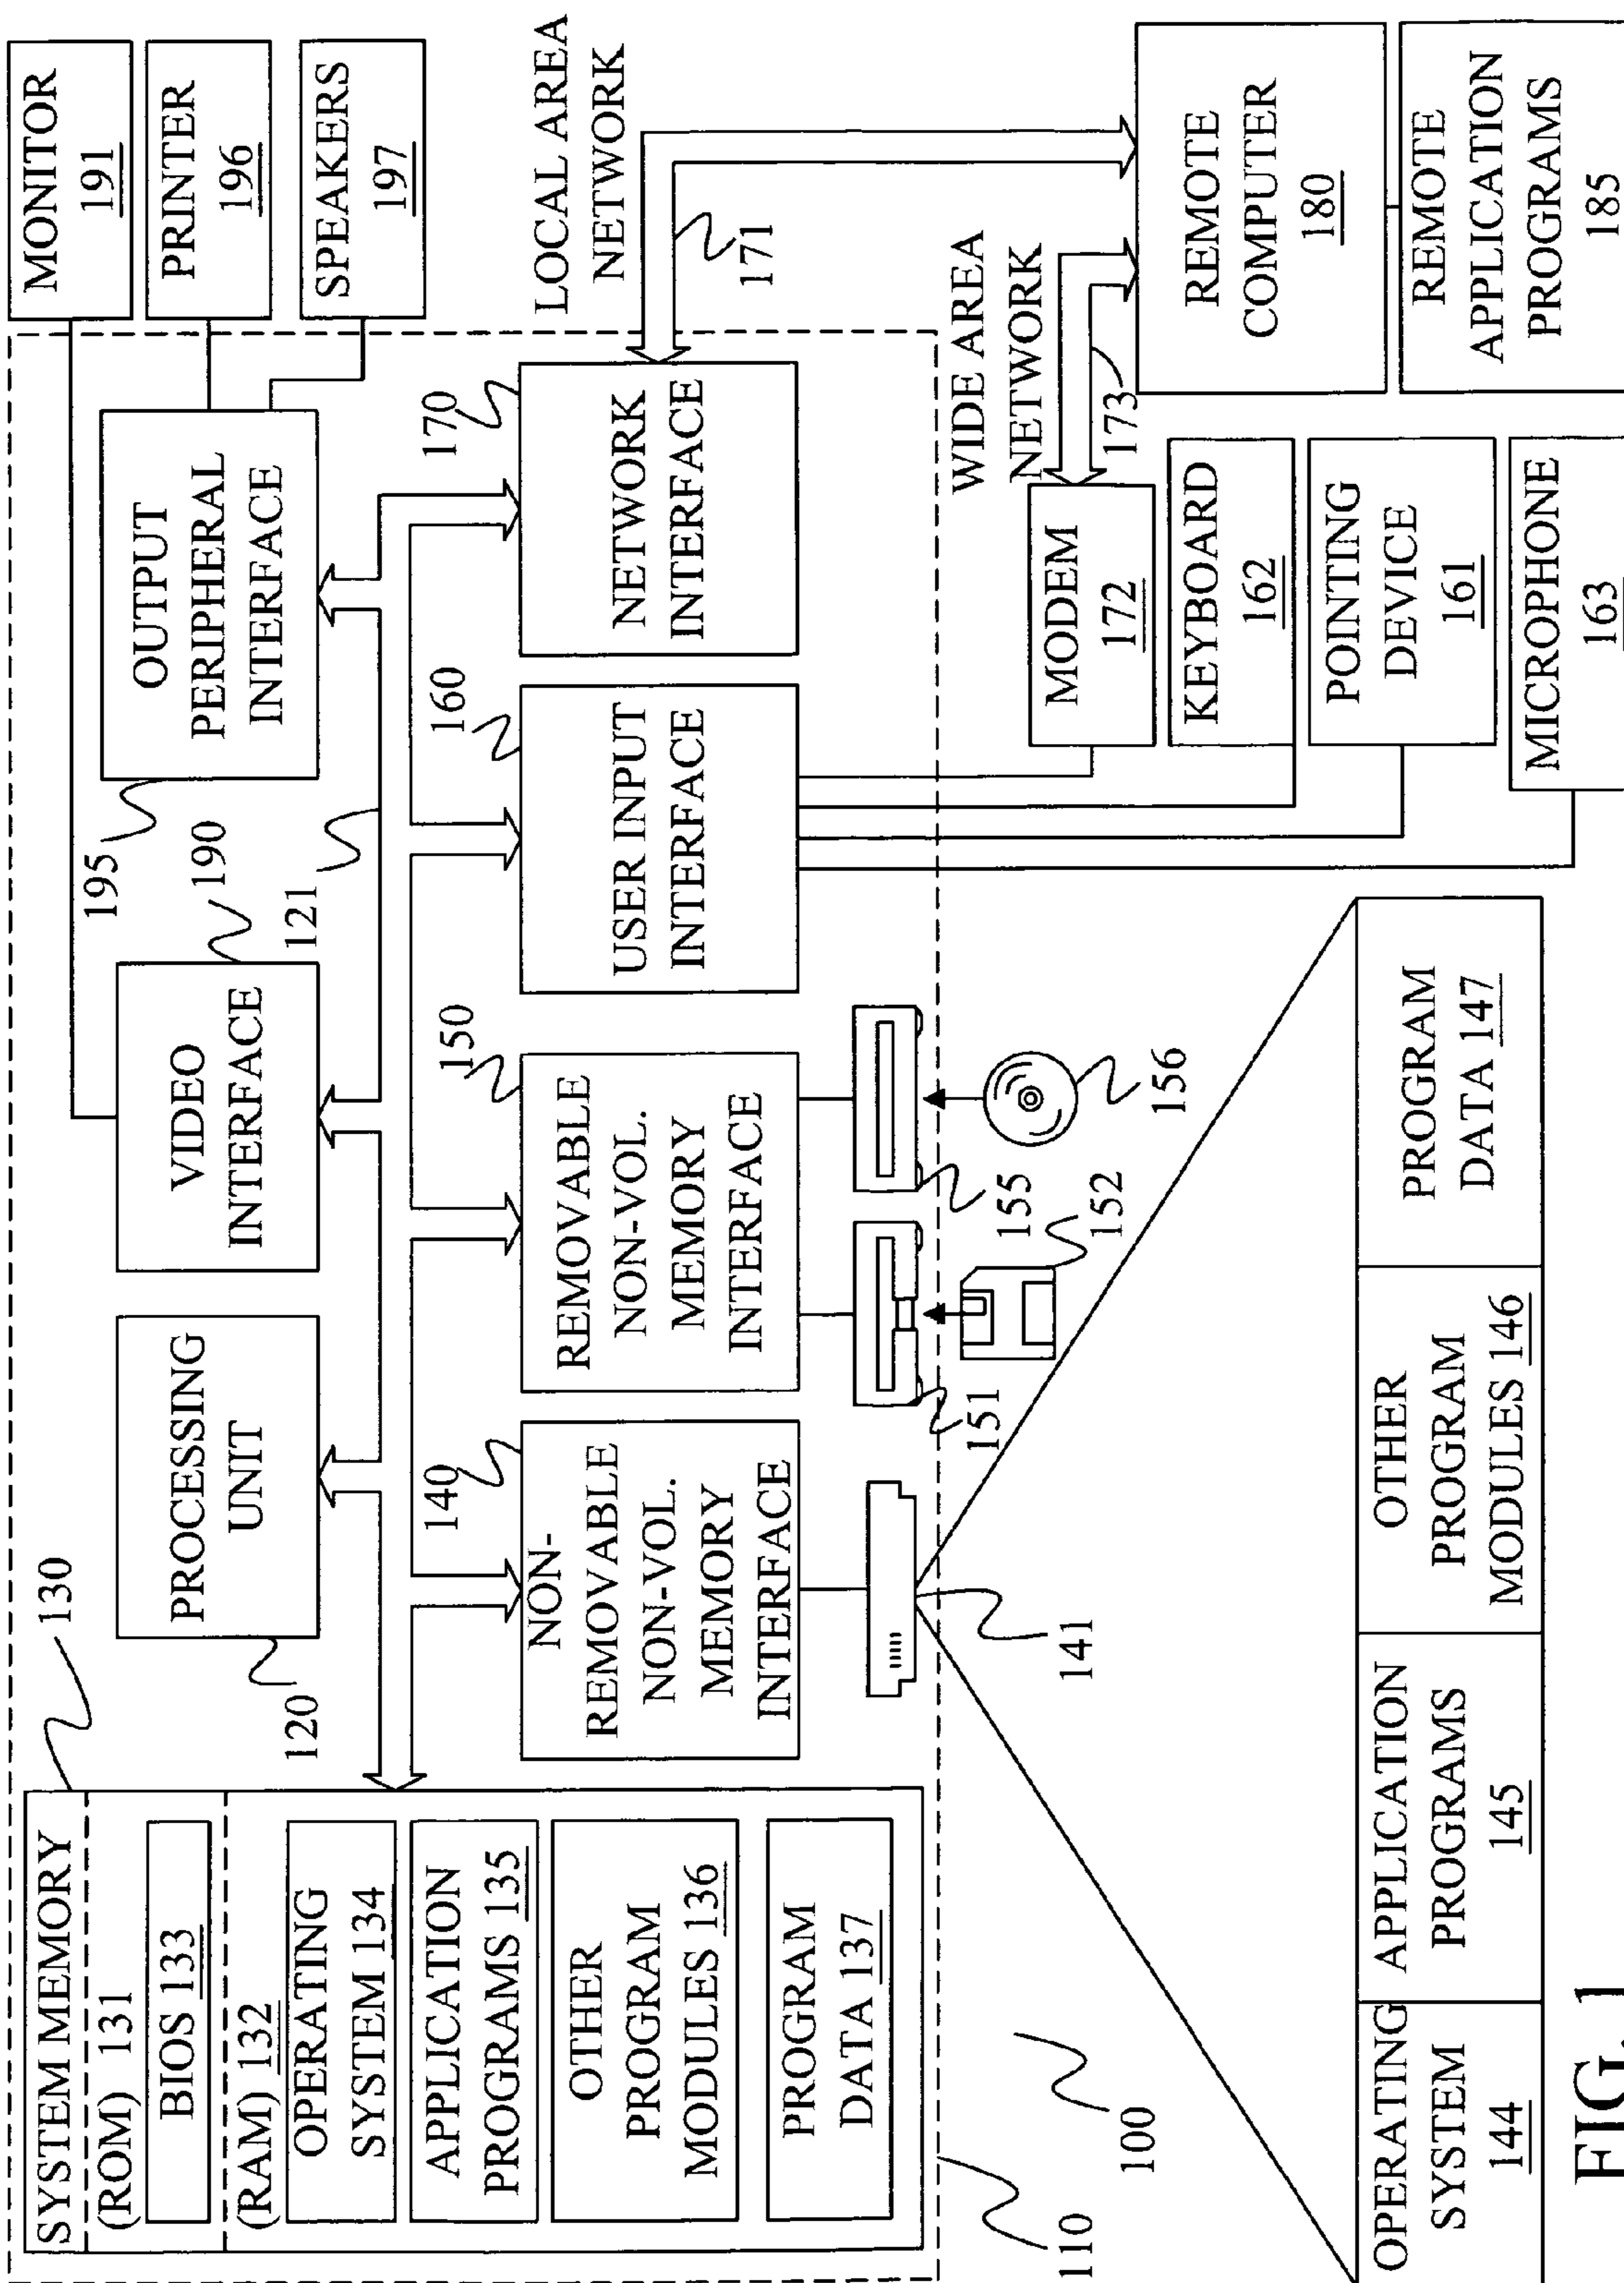 SYSTEM MEMORY
(ROM) 131
BIOS 133
(RAM) 132
OPERATING
SYSTEM 134
APPLICATION
PROGRAMS 135
OTHER
PROGRAM
MODULES 136
PROGRAM
DATA 137
130
PROCESSING
UNIT
120
VIDEO
INTERFACE
190
121
OUTPUT
PERIPHERAL
INTERFACE
195
MONITOR
191
PRINTER
196
SPEAKERS
197
NON-
REMOVABLE
NON-VOL.
MEMORY
INTERFACE
140
REMOVABLE
NON-VOL.
MEMORY
INTERFACE
150
USER INPUT
INTERFACE
160
NETWORK
INTERFACE
170
LOCAL AREA
NETWORK
171
141
151
152
155
156
WIDE AREA
NETWORK
173
MODEM
172
KEYBOARD
162
POINTING
DEVICE
161
MICROPHONE
163
REMOTE
COMPUTER
180
REMOTE
APPLICATION
PROGRAMS
185
110
100
OPERATING
SYSTEM
144
APPLICATION
PROGRAMS
145
OTHER
PROGRAM
MODULES 146
PROGRAM
DATA 147
FIG. 1